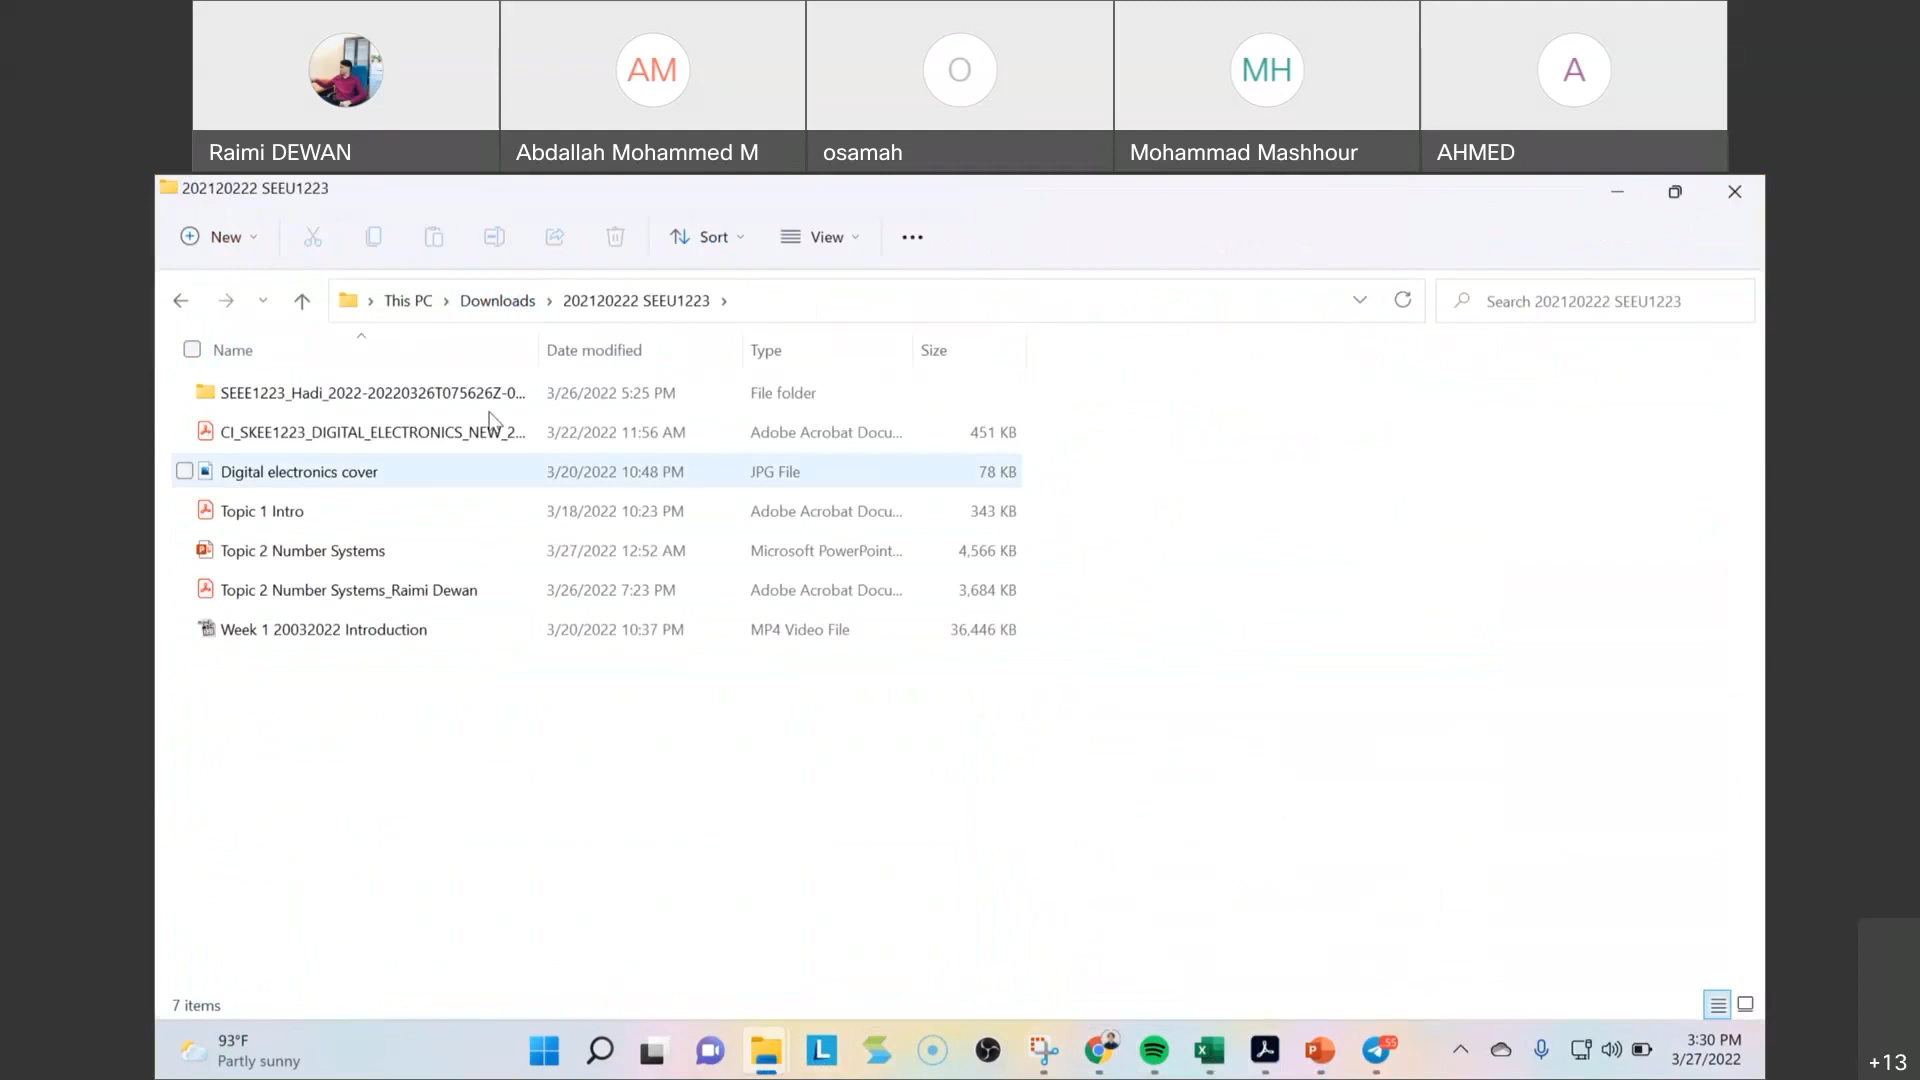 AM
O
MH
A
Raimi DEWAN
Abdallah Mohammed M
osamah
Mohammad Mashhour
AHMED
202120222 SEEU1223
New
Sort
View
This PC
Downloads
202120222 SEEU1223
Search 202120222 SEEU1223
Name
Date modified
Type
Size
SEEE1223_Hadi_2022-20220326T075626Z-0... 3/26/2022 5:25 PM File folder
CI_SKEE1223_DIGITAL_ELECTRONICS_NEW_2... 3/22/2022 11:56 AM Adobe Acrobat Docu... 451 KB
Digital electronics cover 3/20/2022 10:48 PM JPG File 78 KB
Topic 1 Intro 3/18/2022 10:23 PM Adobe Acrobat Docu... 343 KB
Topic 2 Number Systems 3/27/2022 12:52 AM Microsoft PowerPoint... 4,566 KB
Topic 2 Number Systems_Raimi Dewan 3/26/2022 7:23 PM Adobe Acrobat Docu... 3,684 KB
Week 1 20032022 Introduction 3/20/2022 10:37 PM MP4 Video File 36,446 KB
7 items
93°F
Partly sunny
L
P
55
3:30 PM
3/27/2022
+13